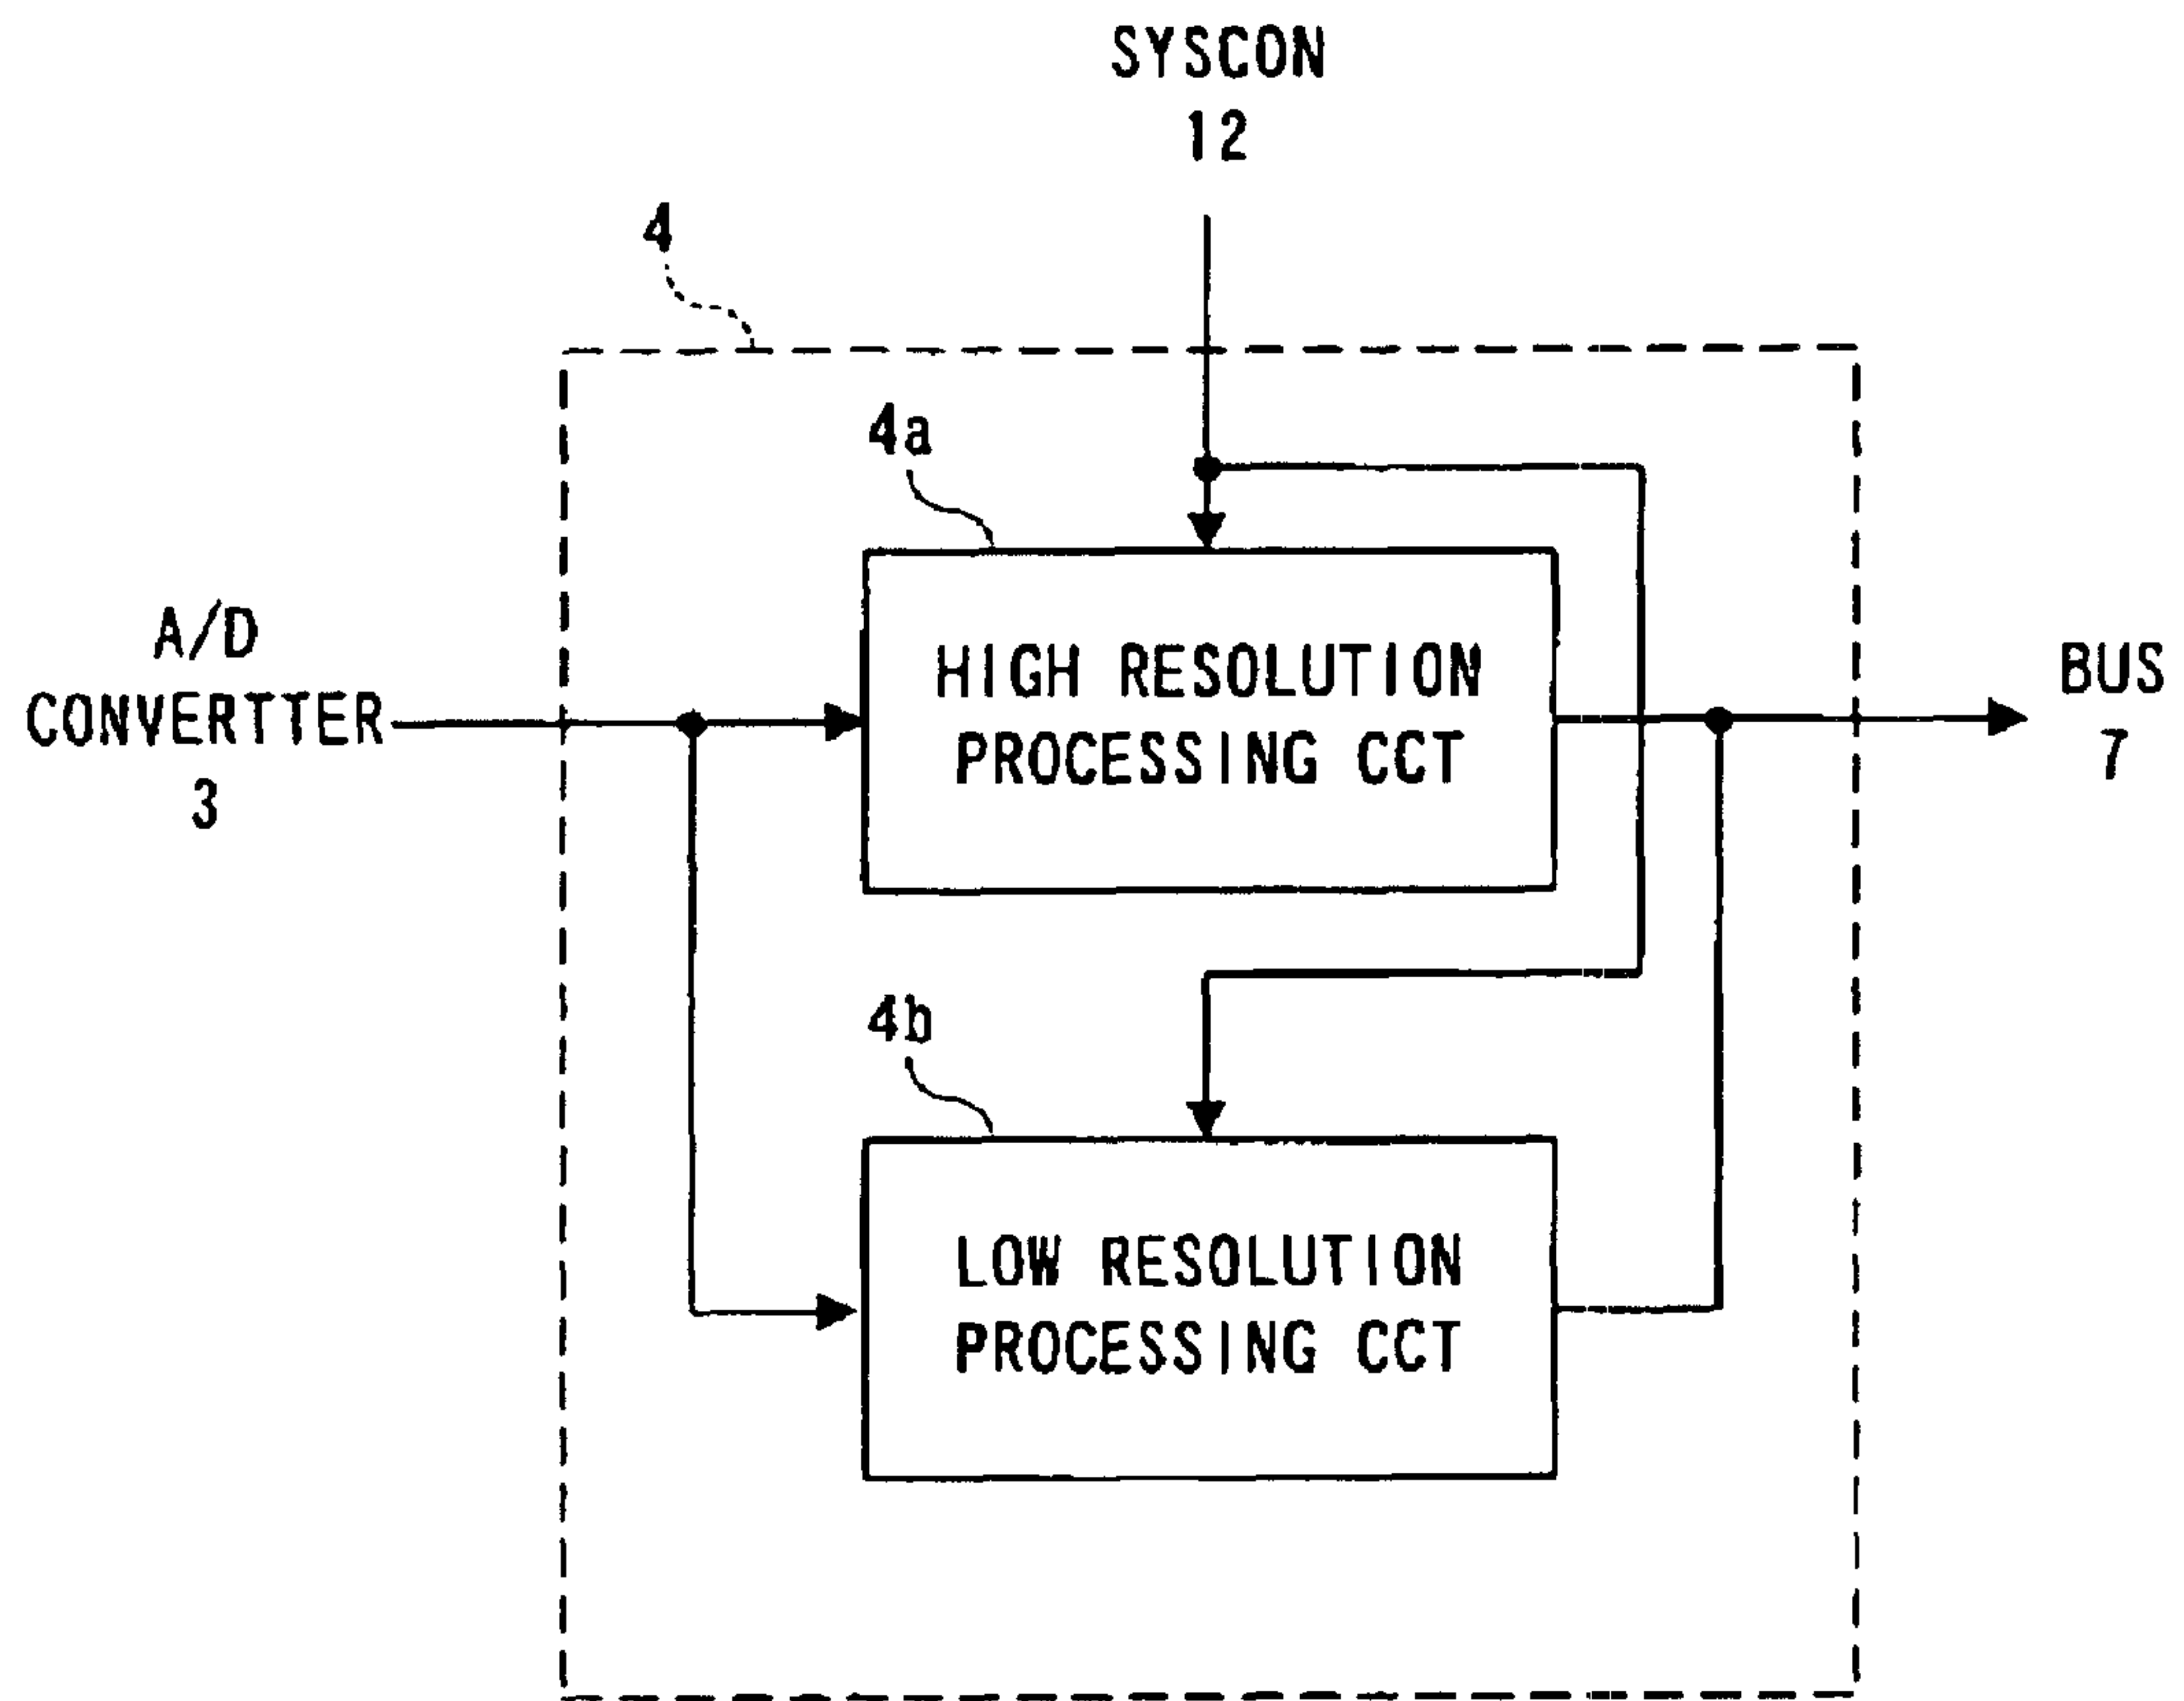 SYSCON
12
4
4a
A/D
CONVERTTER
3
HIGH RESOLUTION
PROCESSING CCT
BUS
7
4b
LOW RESOLUTION
PROCESSING CCT